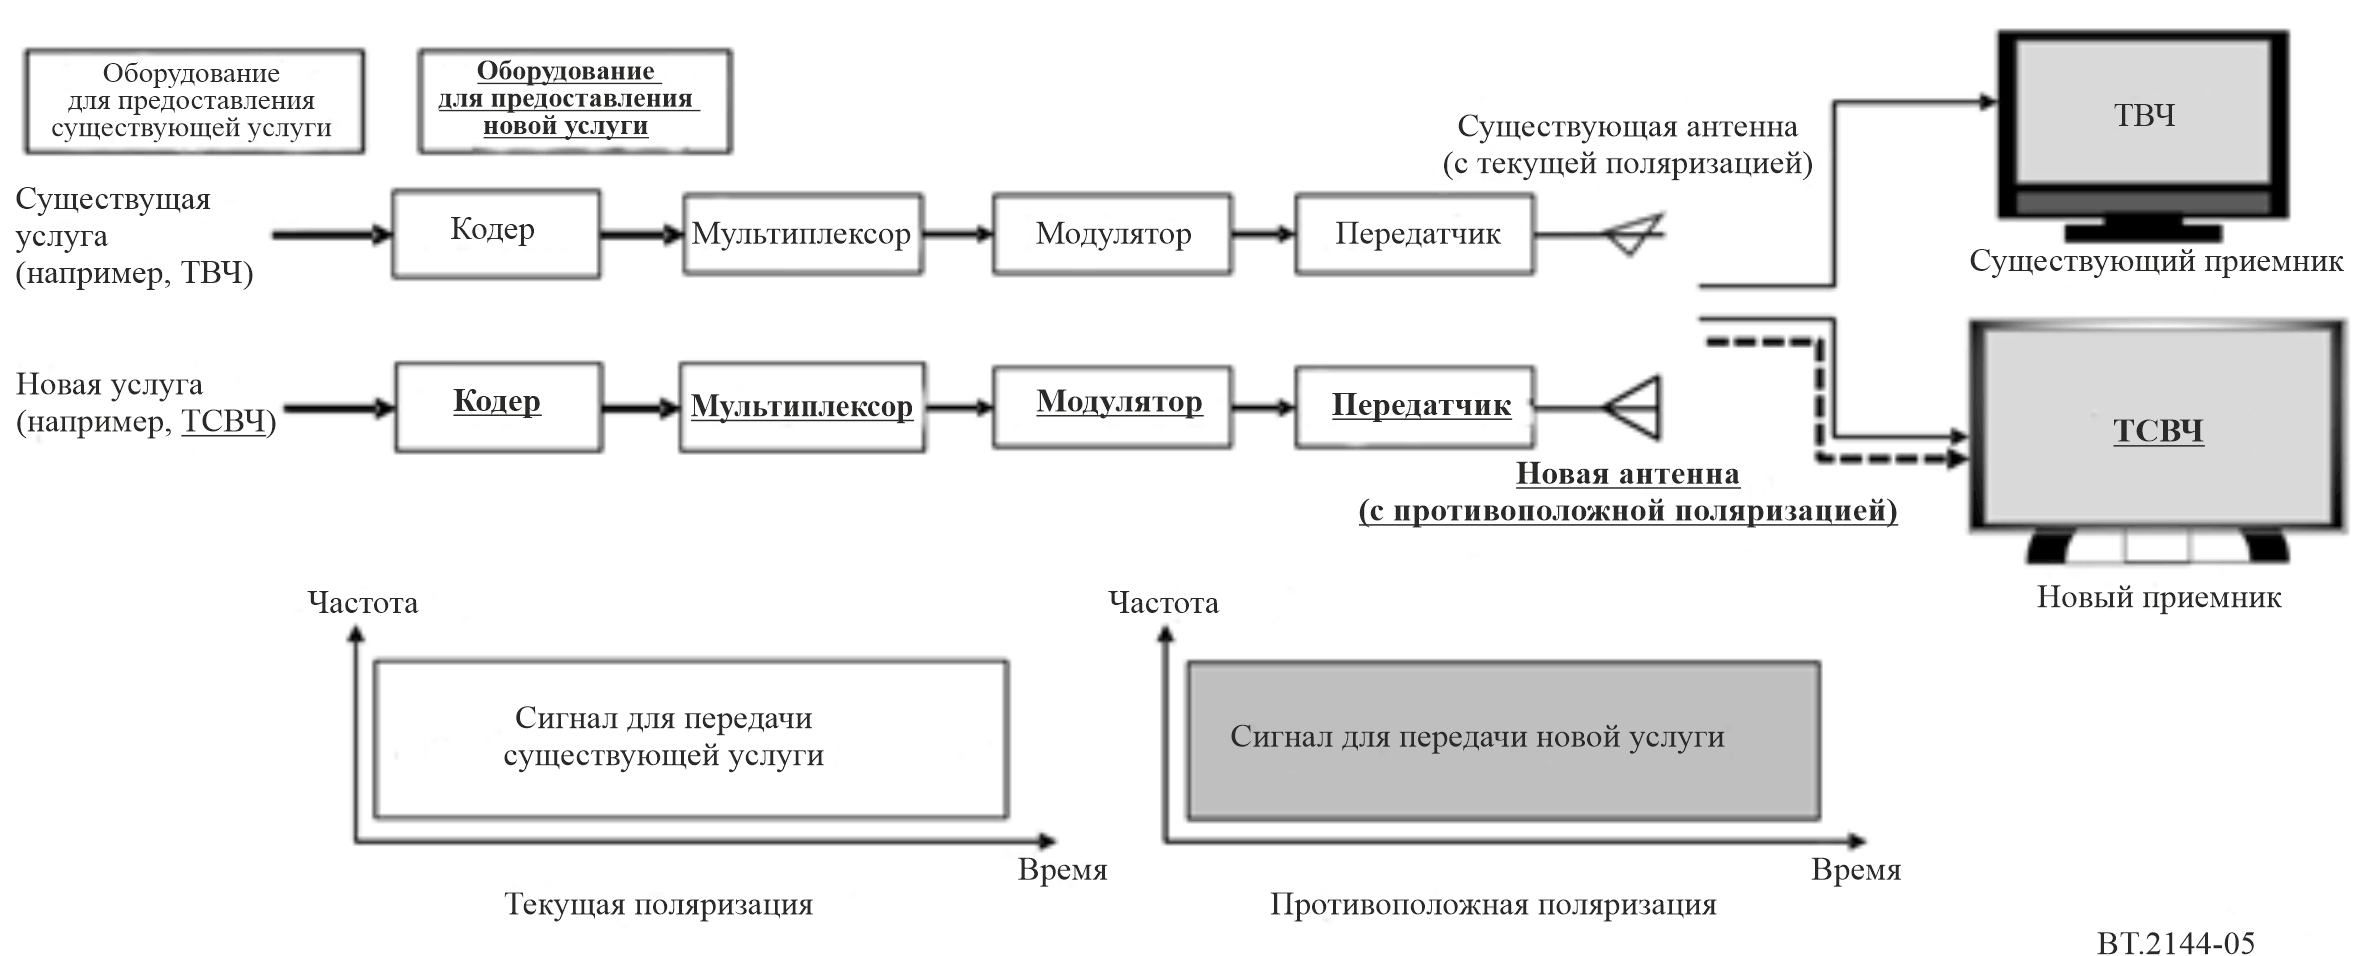 Оборудование
для предоставления
существующей услуги
Оборудование
для предоставления
новой услуги
Существующая антенна
(с текущей поляризацией)
ТВЧ
Существующий приемник
Существущая
услуга
(например, ТВЧ)
Кодер
Мультиплексор
Модулятор
Передатчик
Новая услуга
(например, ТСВЧ)
Кодер
Мультиплексор
Модулятор
Передатчик
Новая антенна
(с противоположной поляризацией)
ТСВЧ
Новый приемник
Частота
Сигнал для передачи
существующей услуги
Время
Текущая поляризация
Частота
Сигнал для передачи новой услуги
Время
Противоположная поляризация
BT.2144-05